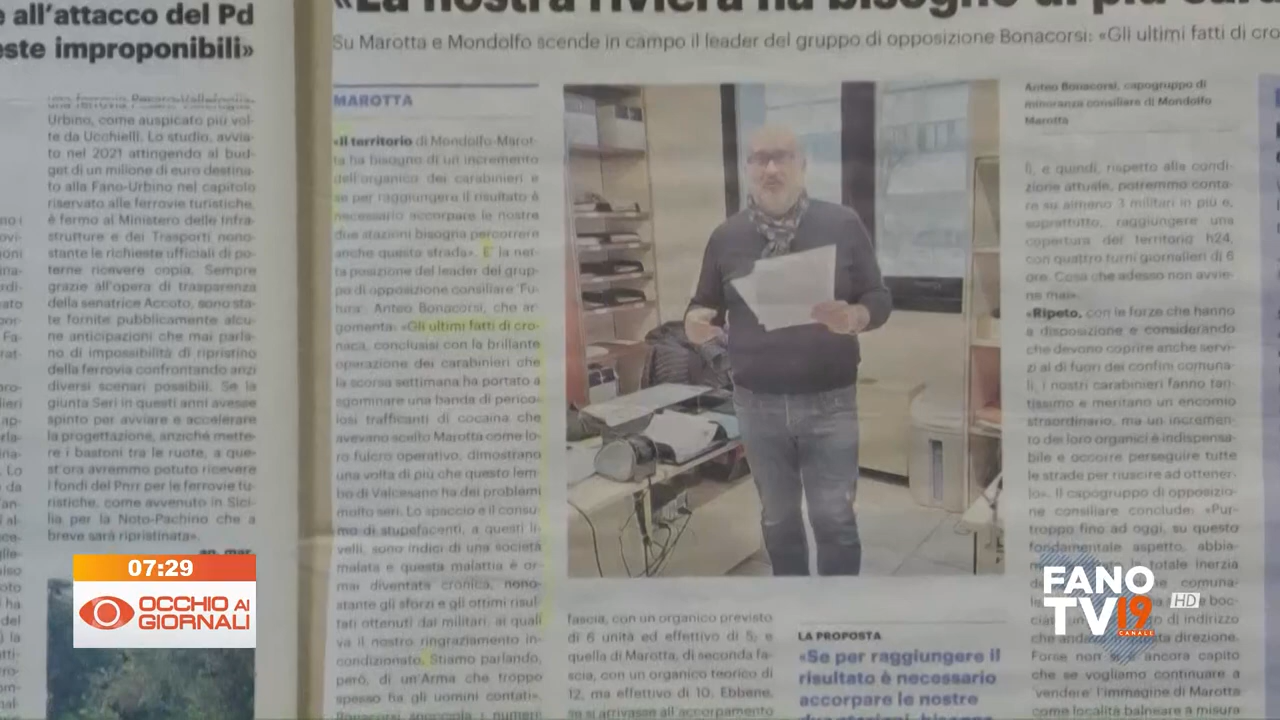 e all'attacco del Pd
este improponibili»
Urbino, come auspicato più vol-
te da Ucchielli. Lo studio, avvia-
to nel 2021 attingendo al bud-
get di un milione di euro destina-
to alla Fano-Urbino nel capitolo
riservato alle ferrovie turistiche,
è fermo al Ministero delle Infra-
strutture e dei Trasporti nono-
stante le richieste ufficiali di po-
terne ricevere copia. Sempre
grazie all'opera di trasparenza
della senatrice Accoto, sono sta-
te fornite pubblicamente alcu-
ne anticipazioni che mai parla-
no di impossibilità di ripristino
della ferrovia confrontando anzi
diversi scenari possibili. Se la
giunta Seri in questi anni avesse
spinto per avviare e accelerare
la progettazione, anziché mette-
re i bastoni tra le ruote, a que-
st'ora avremmo potuto ricevere
i fondi del Pnrr per le ferrovie tu-
ristiche, come avvenuto in Sici-
lia per la Noto-Pachino che a
breve sarà ripristinata».
an. mar.
«La nostra riviera ha bisogno di più
Su Marotta e Mondolfo scende in campo il leader del gruppo di opposizione Bonacorsi: «Gli ultimi fatti di cro
MAROTTA
«Il territorio di Mondolfo-Marot-
ta ha bisogno di un incremento
dell'organico dei carabinieri e
se per raggiungere il risultato è
necessario accorpare le nostre
due stazioni bisogna percorrere
anche questa strada». E' la net-
ta posizione del leader del grup-
po di opposizione consiliare 'Fu-
tura' Anteo Bonacorsi, che ar-
gomenta: «Gli ultimi fatti di cro-
naca, conclusisi con la brillante
operazione dei carabinieri che
la scorsa settimana ha portato a
sgominare una banda di perico-
losi trafficanti di cocaina che
avevano scelto Marotta come lo-
ro fulcro operativo, dimostrano
una volta di più che questo lem-
bo di Valcesano ha dei problemi
molto seri. Lo spaccio e il consu-
mo di stupefacenti, a questi li-
velli, sono indici di una società
malata e questa malattia è or-
mai diventata cronica, nono-
stante gli sforzi e gli ottimi risul-
tati ottenuti dai militari, ai quali
va il nostro ringraziamento in-
condizionato. Stiamo parlando,
però, di un'Arma che troppo
spesso ha gli uomini contati».
Bonacorsi snocciola i numeri
fascia, con un organico previsto
di 6 unità ed effettivo di 5, e
quella di Marotta, di seconda fa-
scia, con un organico teorico di
12, ma effettivo di 10. Ebbene,
se si arrivasse all'accorpamento
LA PROPOSTA
«Se per raggiungere il
risultato è necessario
accorpare le nostre
due stazioni, bisogna
Anteo Bonacorsi, capogruppo di
minoranza consiliare di Mondolfo
Marotta
lì, e quindi, rispetto alle condi-
zione attuale, potremmo conta-
re su almeno 3 militari in più e,
soprattutto, raggiungere una
copertura del territorio h24,
con quattro turni giornalieri di 6
ore. Cosa che adesso non avvie-
ne mai».
«Ripeto, con le forze che hanno
a disposizione e considerando
che devono coprire anche servi-
zi al di fuori dei confini comuna-
li, i nostri carabinieri fanno tan-
tissimo e meritano un encomio
straordinario, ma un incremen-
to dei loro organici è indispensa-
bile e occorre perseguire tutte
le strade per riuscire ad ottener-
lo». Il capogruppo di opposizio-
ne consiliare conclude: «Pur-
troppo fino ad oggi, su questo
fondamentale aspetto, abbia-
totale inerzia
comuna-
boc-
di indirizzo
direzione.
Forse non ancora capito
che se vogliamo continuare a
'vendere' l'immagine di Marotta
come località balneare a misura
07:29
OCCHIO AI
GIORNALI
FANO
TV 19
CANALE
HD